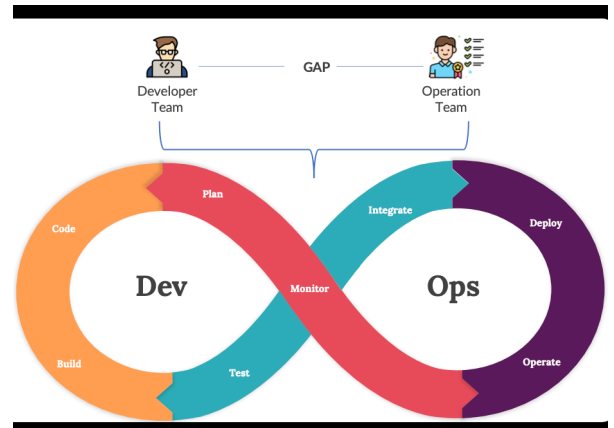 GAP
Developer
Team
Operation
Team
Plan
Integrate
Code
Deploy
Dev
Monitor
Ops
Build
Test
Operate